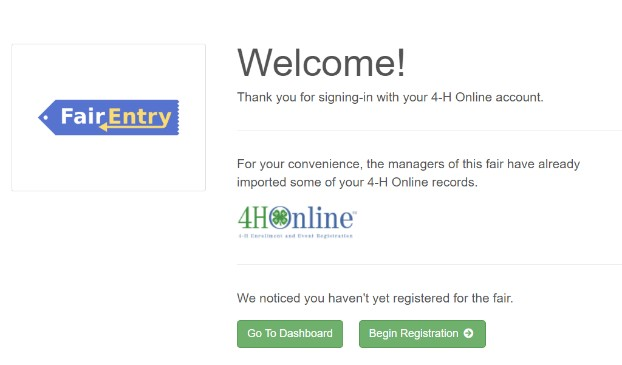 FairEntry
Welcome!
Thank you for signing-in with your 4-H Online account.
For your convenience, the managers of this fair have already
imported some of your 4-H Online records.
4HOnline™
4-H Enrollment and Event Registration
We noticed you haven't yet registered for the fair.
Go To Dashboard
Begin Registration